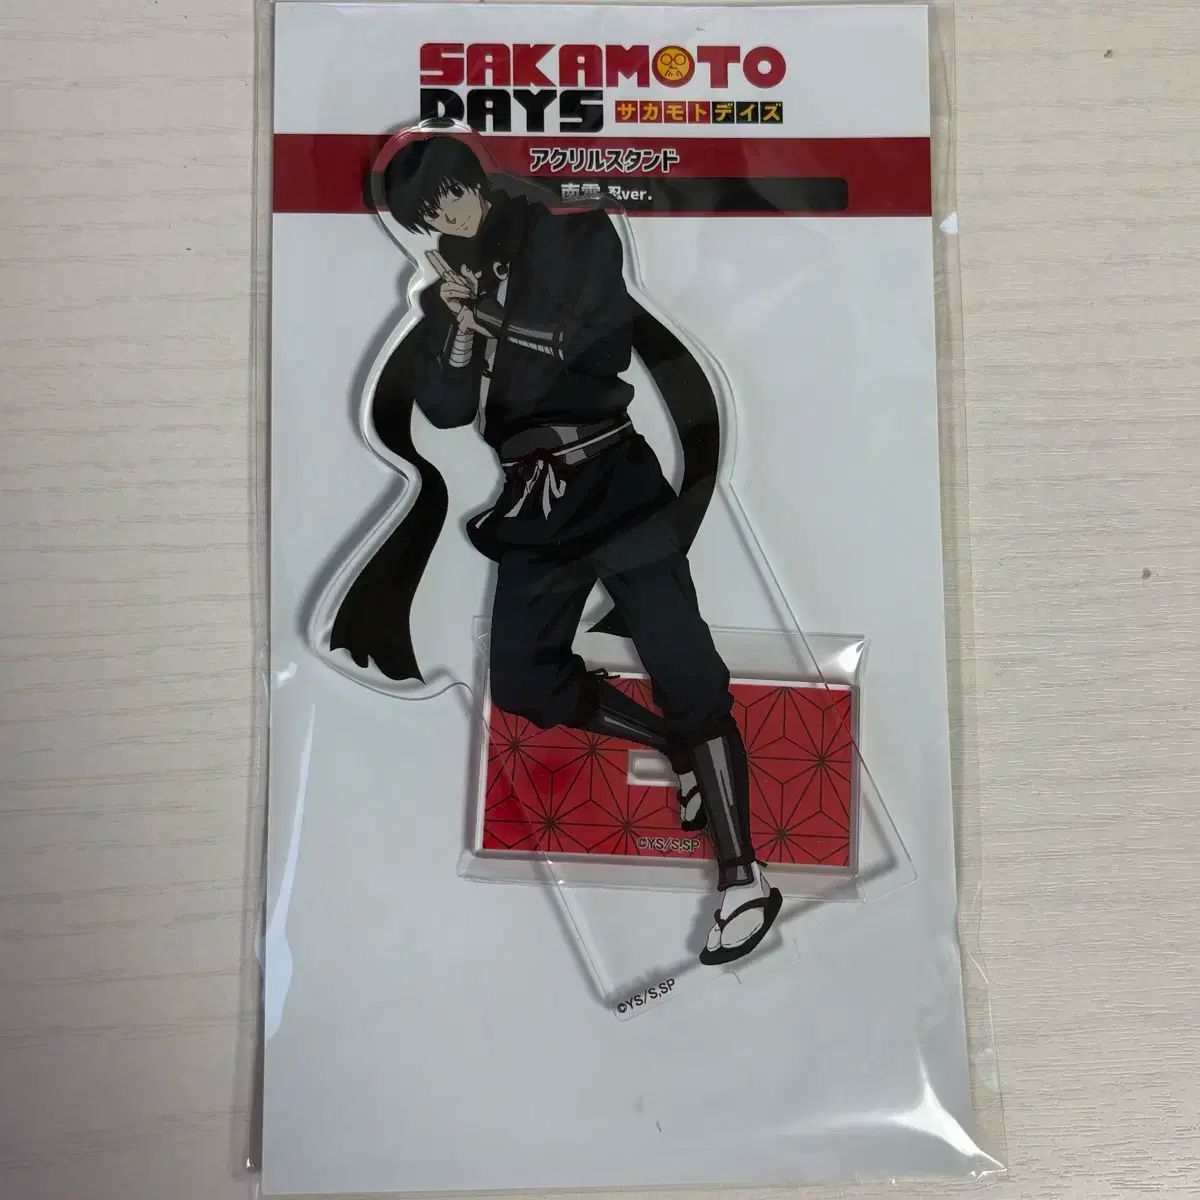 SAKAMOTO
DAYS サカモトデイズ
アクリルスタンド
南雲 忍ver.
©YS/S,SP
©YS/S,SP